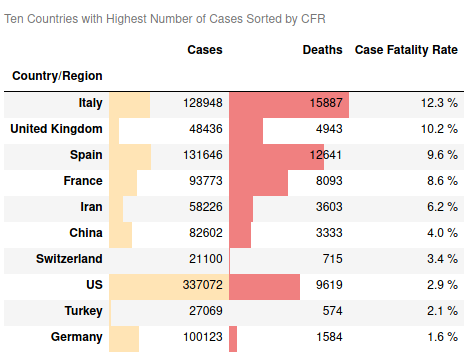 Ten Countries with Highest Number of Cases Sorted by CFR
Cases Deaths Case Fatality Rate
Country/Region
Italy 128948 15887 12.3 %
United Kingdom 48436 4943 10.2 %
Spain 131646 12641 9.6 %
France 93773 8093 8.6 %
Iran 58226 3603 6.2 %
China 82602 3333 4.0 %
Switzerland 21100 715 3.4 %
US 337072 9619 2.9 %
Turkey 27069 574 2.1 %
Germany 100123 1584 1.6 %